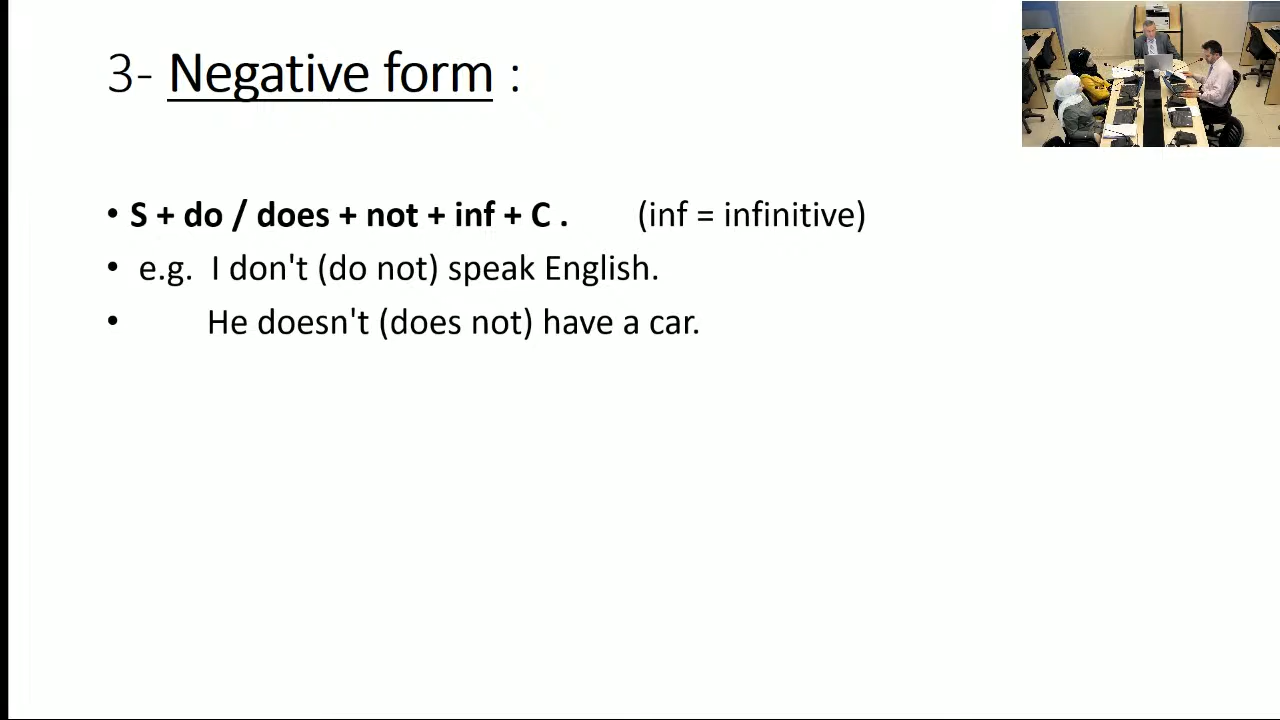 3- Negative form :
• S + do / does + not + inf + C . (inf = infinitive)
• e.g. I don't (do not) speak English.
• He doesn't (does not) have a car.